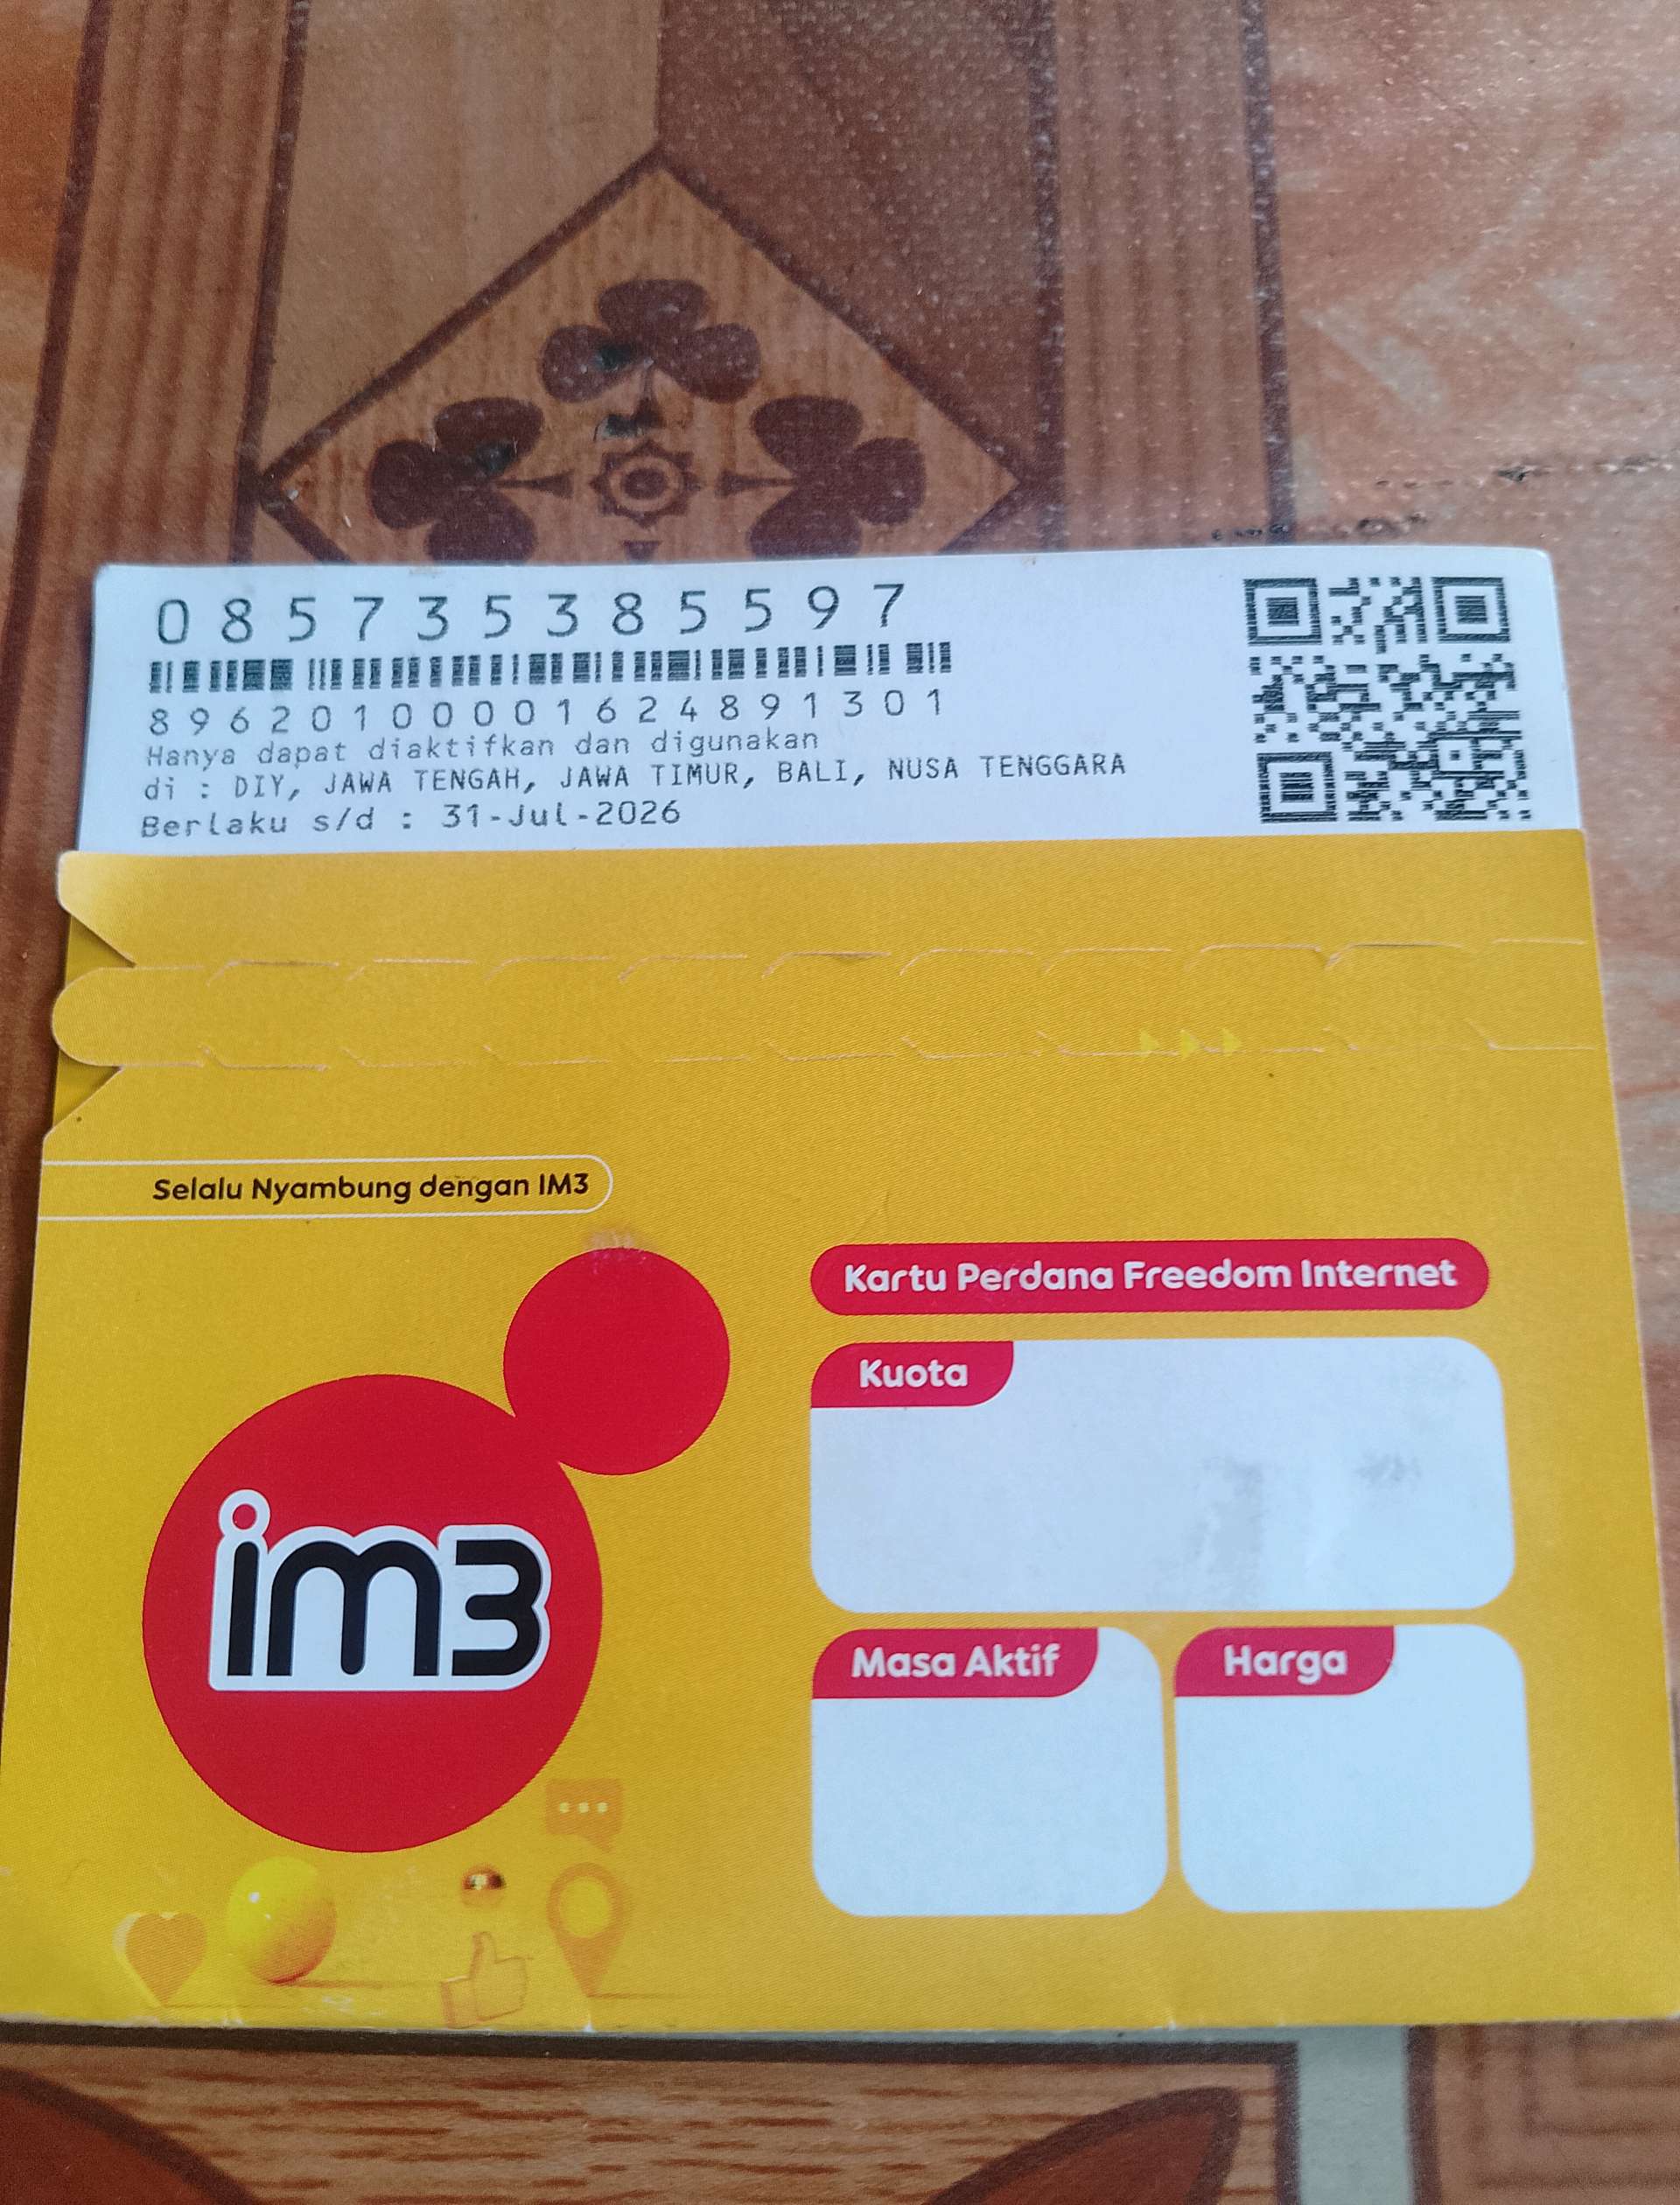 085735385597
89620100001624891301
Hanya dapat diaktifkan dan digunakan
di : DIY, JAWA TENGAH, JAWA TIMUR, BALI, NUSA TENGGARA
Berlaku s/d : 31-Jul-2026
Selalu Nyambung dengan IM3
Kartu Perdana Freedom Internet
Kuota
im3
Masa Aktif
Harga